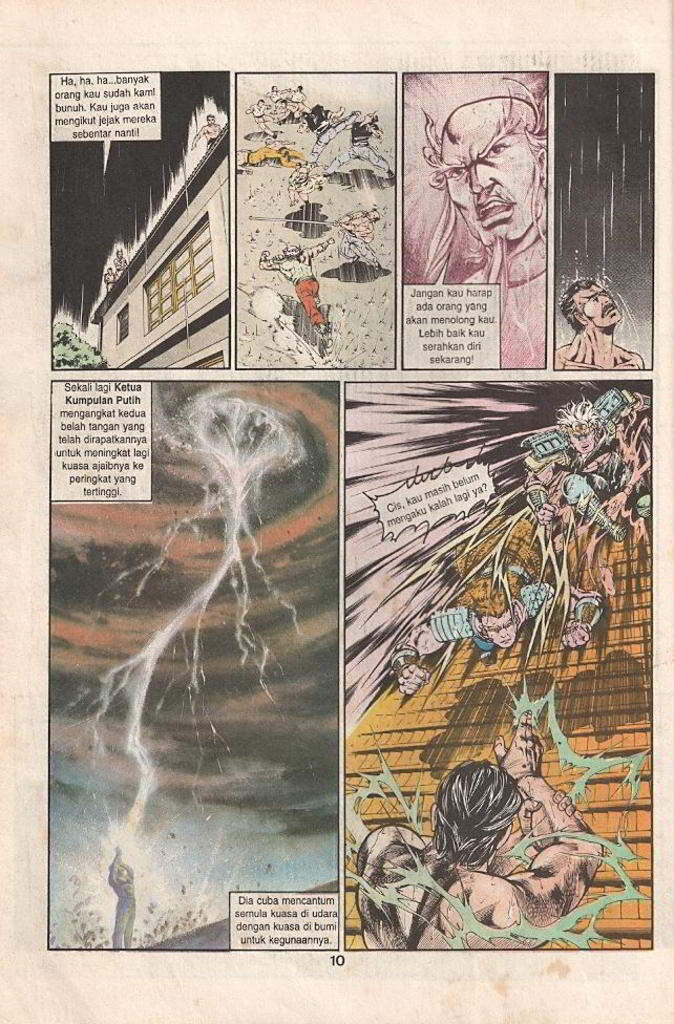 Ha, ha, ha...banyak
orang kau sudah kami
bunuh. Kau juga akan
mengikut jejak mereka
sebentar nanti!
Jangan kau harap
ada orang yang
akan menolong kau.
Lebih baik kau
serahkan diri
sekarang!
Sekali lagi Ketua
Kumpulan Putih
mengangkat kedua
belah tangan yang
telah dirapatkannya
untuk meningkat lagi
kuasa ajaibnya ke
peringkat yang
tertinggi.
Dia cuba mencantum
semula kuasa di udara
dengan kuasa di bumi
untuk kegunaannya.
Cis, kau masih belum
mengaku kalah lagi ya?
10